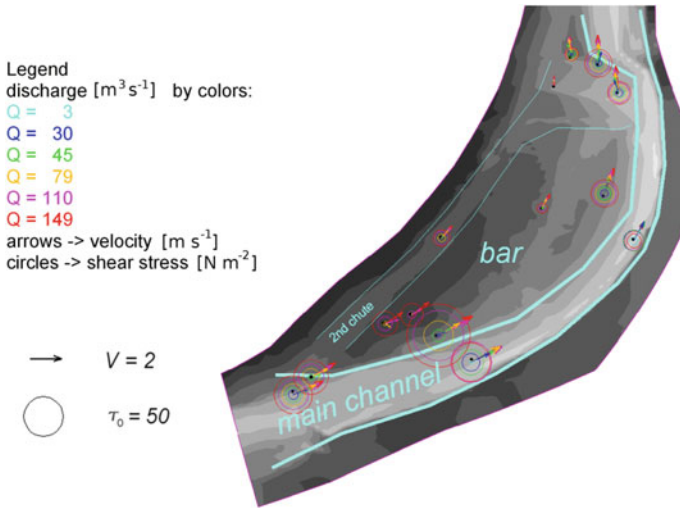 Legend
discharge [m³ s⁻¹] by colors:
Q = 3
Q = 30
Q = 45
Q = 79
Q = 110
Q = 149
arrows -> velocity [m s⁻¹]
circles -> shear stress [N m⁻²]
V = 2
τ₀ = 50
bar
2nd chute
main channel